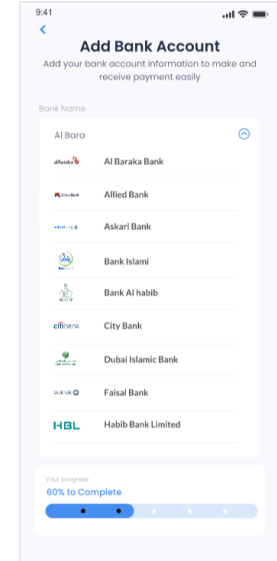 9:41
Add Bank Account
Add your bank account information to make and
receive payment easily
Bank Name
Al Bara
Al Baraka Bank
Allied Bank
Askari Bank
Bank Islami
Bank Al habib
citibank City Bank
Dubai Islamic Bank
Faisal Bank
HBL Habib Bank Limited
Your progress
60% to Complete